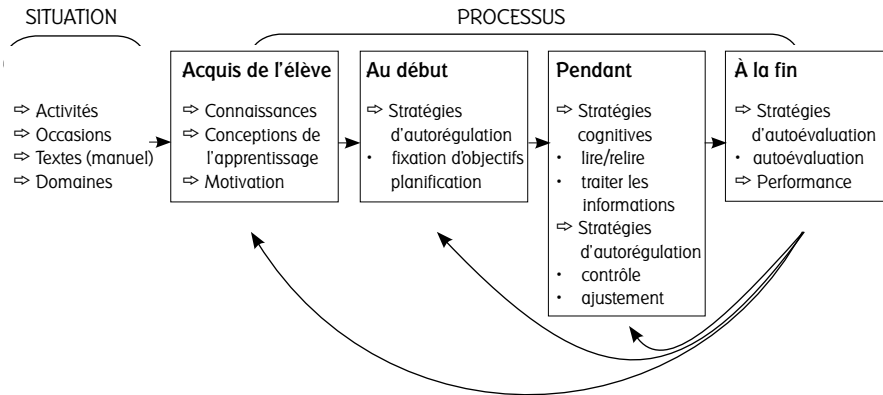 SITUATION
PROCESSUS
⇨ Activités
⇨ Occasions
⇨ Textes (manuel)
⇨ Domaines
Acquis de l'élève
⇨ Connaissances
⇨ Conceptions de
l'apprentissage
⇨ Motivation
Au début
⇨ Stratégies
d'autorégulation
· fixation d'objectifs
planification
Pendant
⇨ Stratégies
cognitives
· lire/relire
· traiter les
informations
⇨ Stratégies
d'autorégulation
· contrôle
· ajustement
À la fin
⇨ Stratégies
d'autoévaluation
· autoévaluation
⇨ Performance